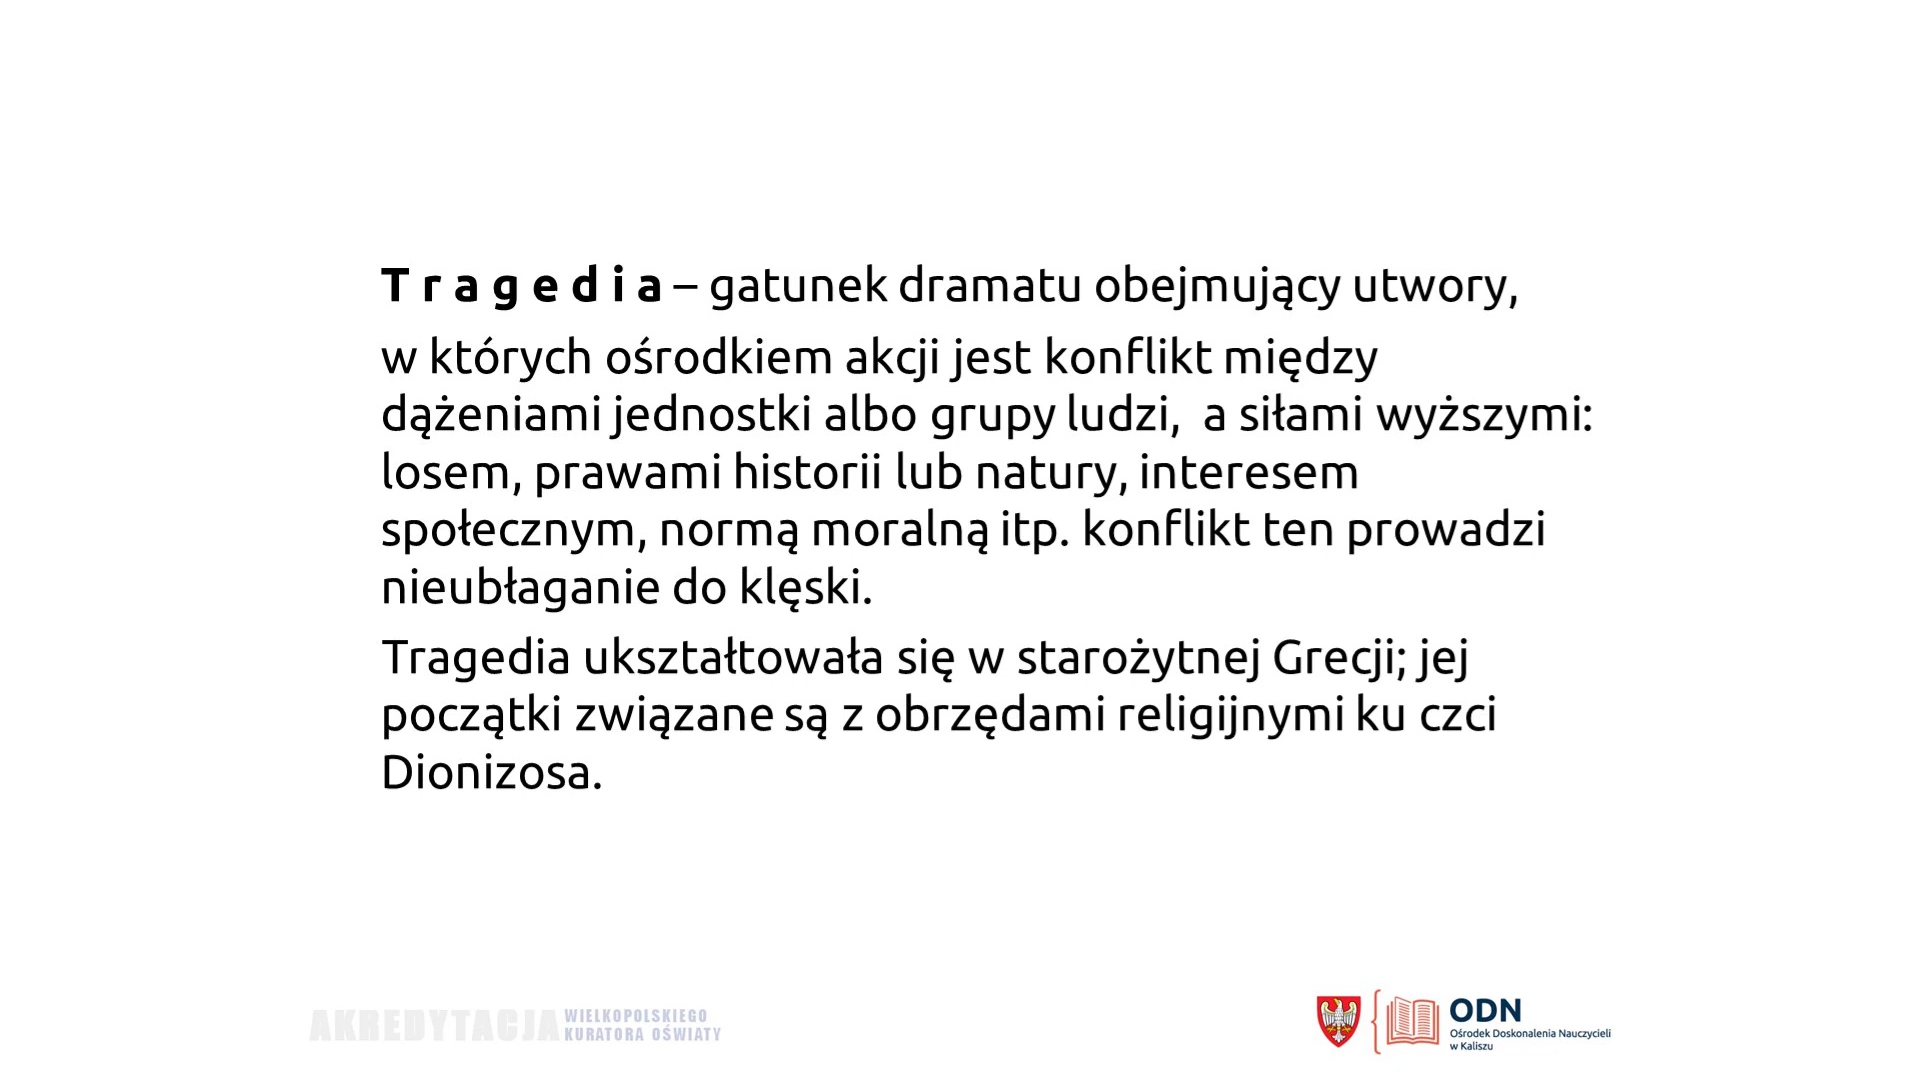 T r a g e d i a – gatunek dramatu obejmujący utwory,
w których ośrodkiem akcji jest konflikt między
dążeniami jednostki albo grupy ludzi, a siłami wyższymi:
losem, prawami historii lub natury, interesem
społecznym, normą moralną itp. konflikt ten prowadzi
nieubłaganie do klęski.
Tragedia ukształtowała się w starożytnej Grecji; jej
początki związane są z obrzędami religijnymi ku czci
Dionizosa.
AKREDYTACJA WIELKOPOLSKIEGO
KURATORA OŚWIATY
ODN
Ośrodek Doskonalenia Nauczycieli
w Kaliszu